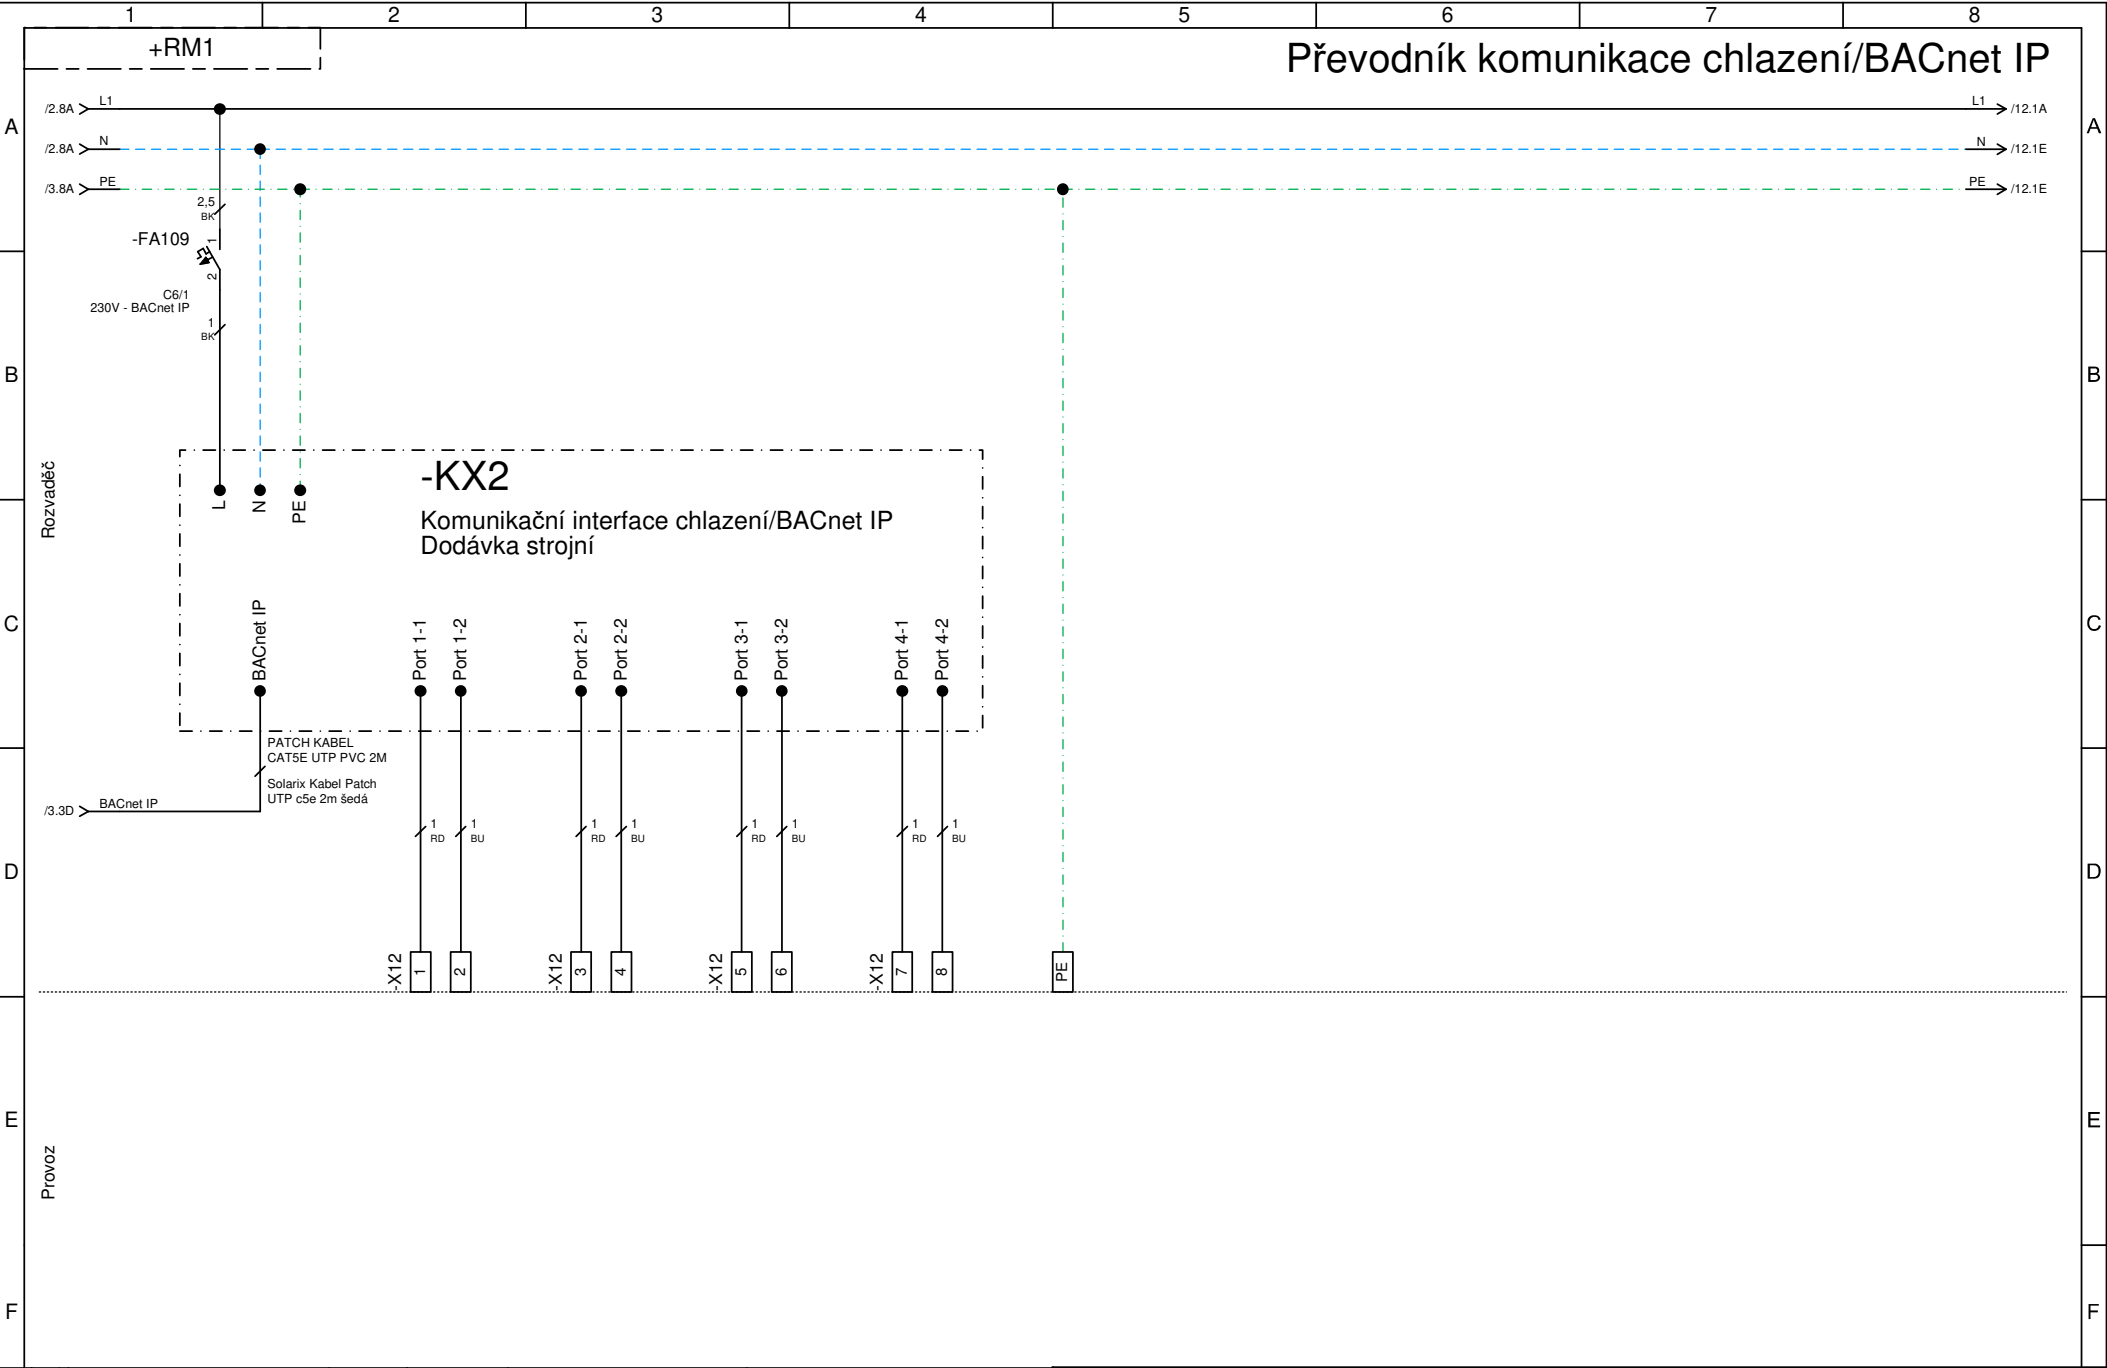 1 2 3 4 5 6 7 8
+RM1
Převodník komunikace chlazení/BACnet IP
/2.8A L1 L1 /12.1A
A A
/2.8A N N /12.1E
/3.8A PE PE /12.1E
2,5
BK
-FA109 1
2
C6/1
230V - BACnet IP
1
BK
B B
Rozvaděč
-KX2
L N PE
Komunikační interface chlazení/BACnet IP
Dodávka strojní
C C
BACnet IP Port 1-1 Port 1-2 Port 2-1 Port 2-2 Port 3-1 Port 3-2 Port 4-1 Port 4-2
PATCH KABEL
CAT5E UTP PVC 2M
Solarix Kabel Patch
UTP c5e 2m šedá
/3.3D BACnet IP
1 1 1 1 1 1 1 1
RD BU RD BU RD BU RD BU
D D
-X12 1 2 -X12 3 4 -X12 5 6 -X12 7 8 PE
E E
Provoz
F F